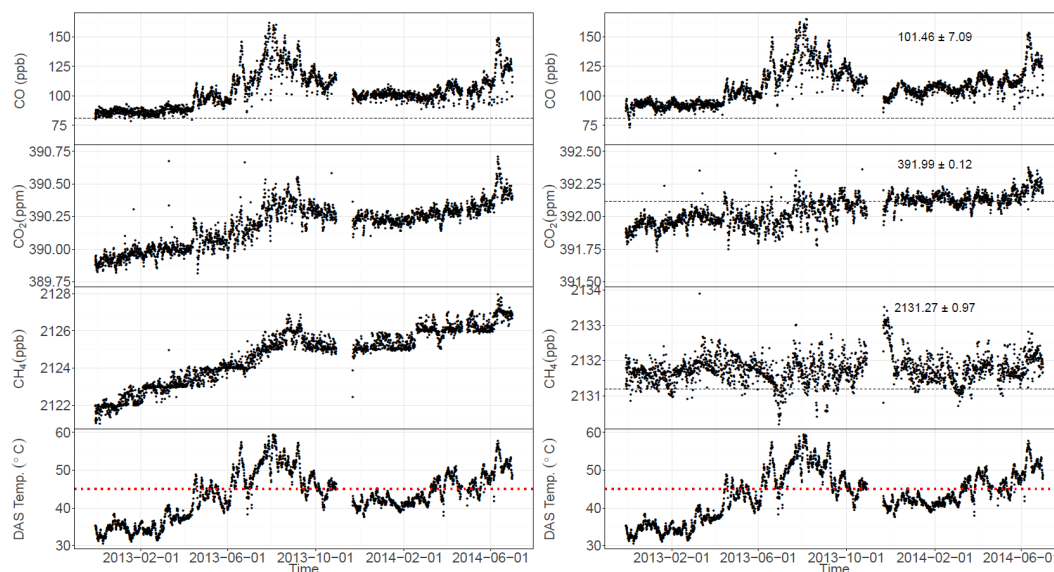 150
125
100
75
CO (ppb)
390.75
390.50
390.25
390.00
389.75
CO₂(ppm)
2128
2126
2124
2122
CH₄(ppb)
60
50
40
30
DAS Temp. (°C)
2013-02-01 2013-06-01 2013-10-01 2014-02-01 2014-06-01
Time
150
125
100
75
CO (ppb)
101.46 ± 7.09
392.50
392.25
392.00
391.75
391.50
CO₂(ppm)
391.99 ± 0.12
2134
2133
2132
2131
CH₄(ppb)
2131.27 ± 0.97
60
50
40
30
DAS Temp. (°C)
2013-02-01 2013-06-01 2013-10-01 2014-02-01 2014-06-01
Time